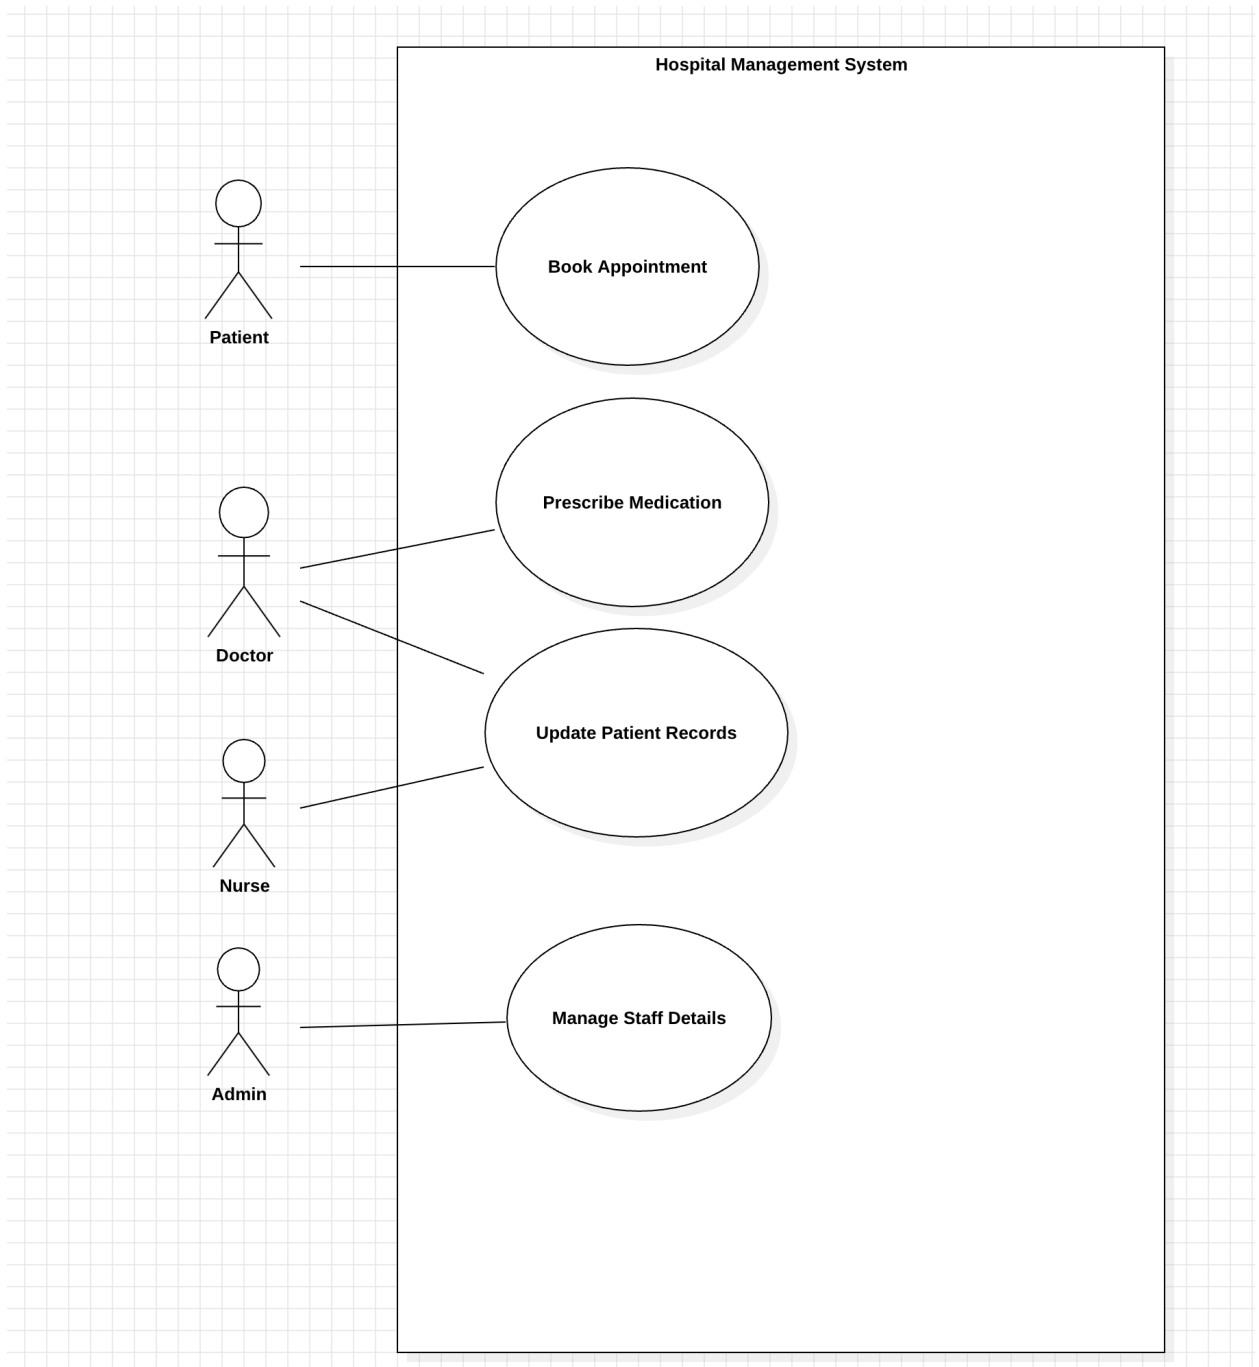 Hospital Management System
Book Appointment
Patient
Prescribe Medication
Doctor
Update Patient Records
Nurse
Manage Staff Details
Admin